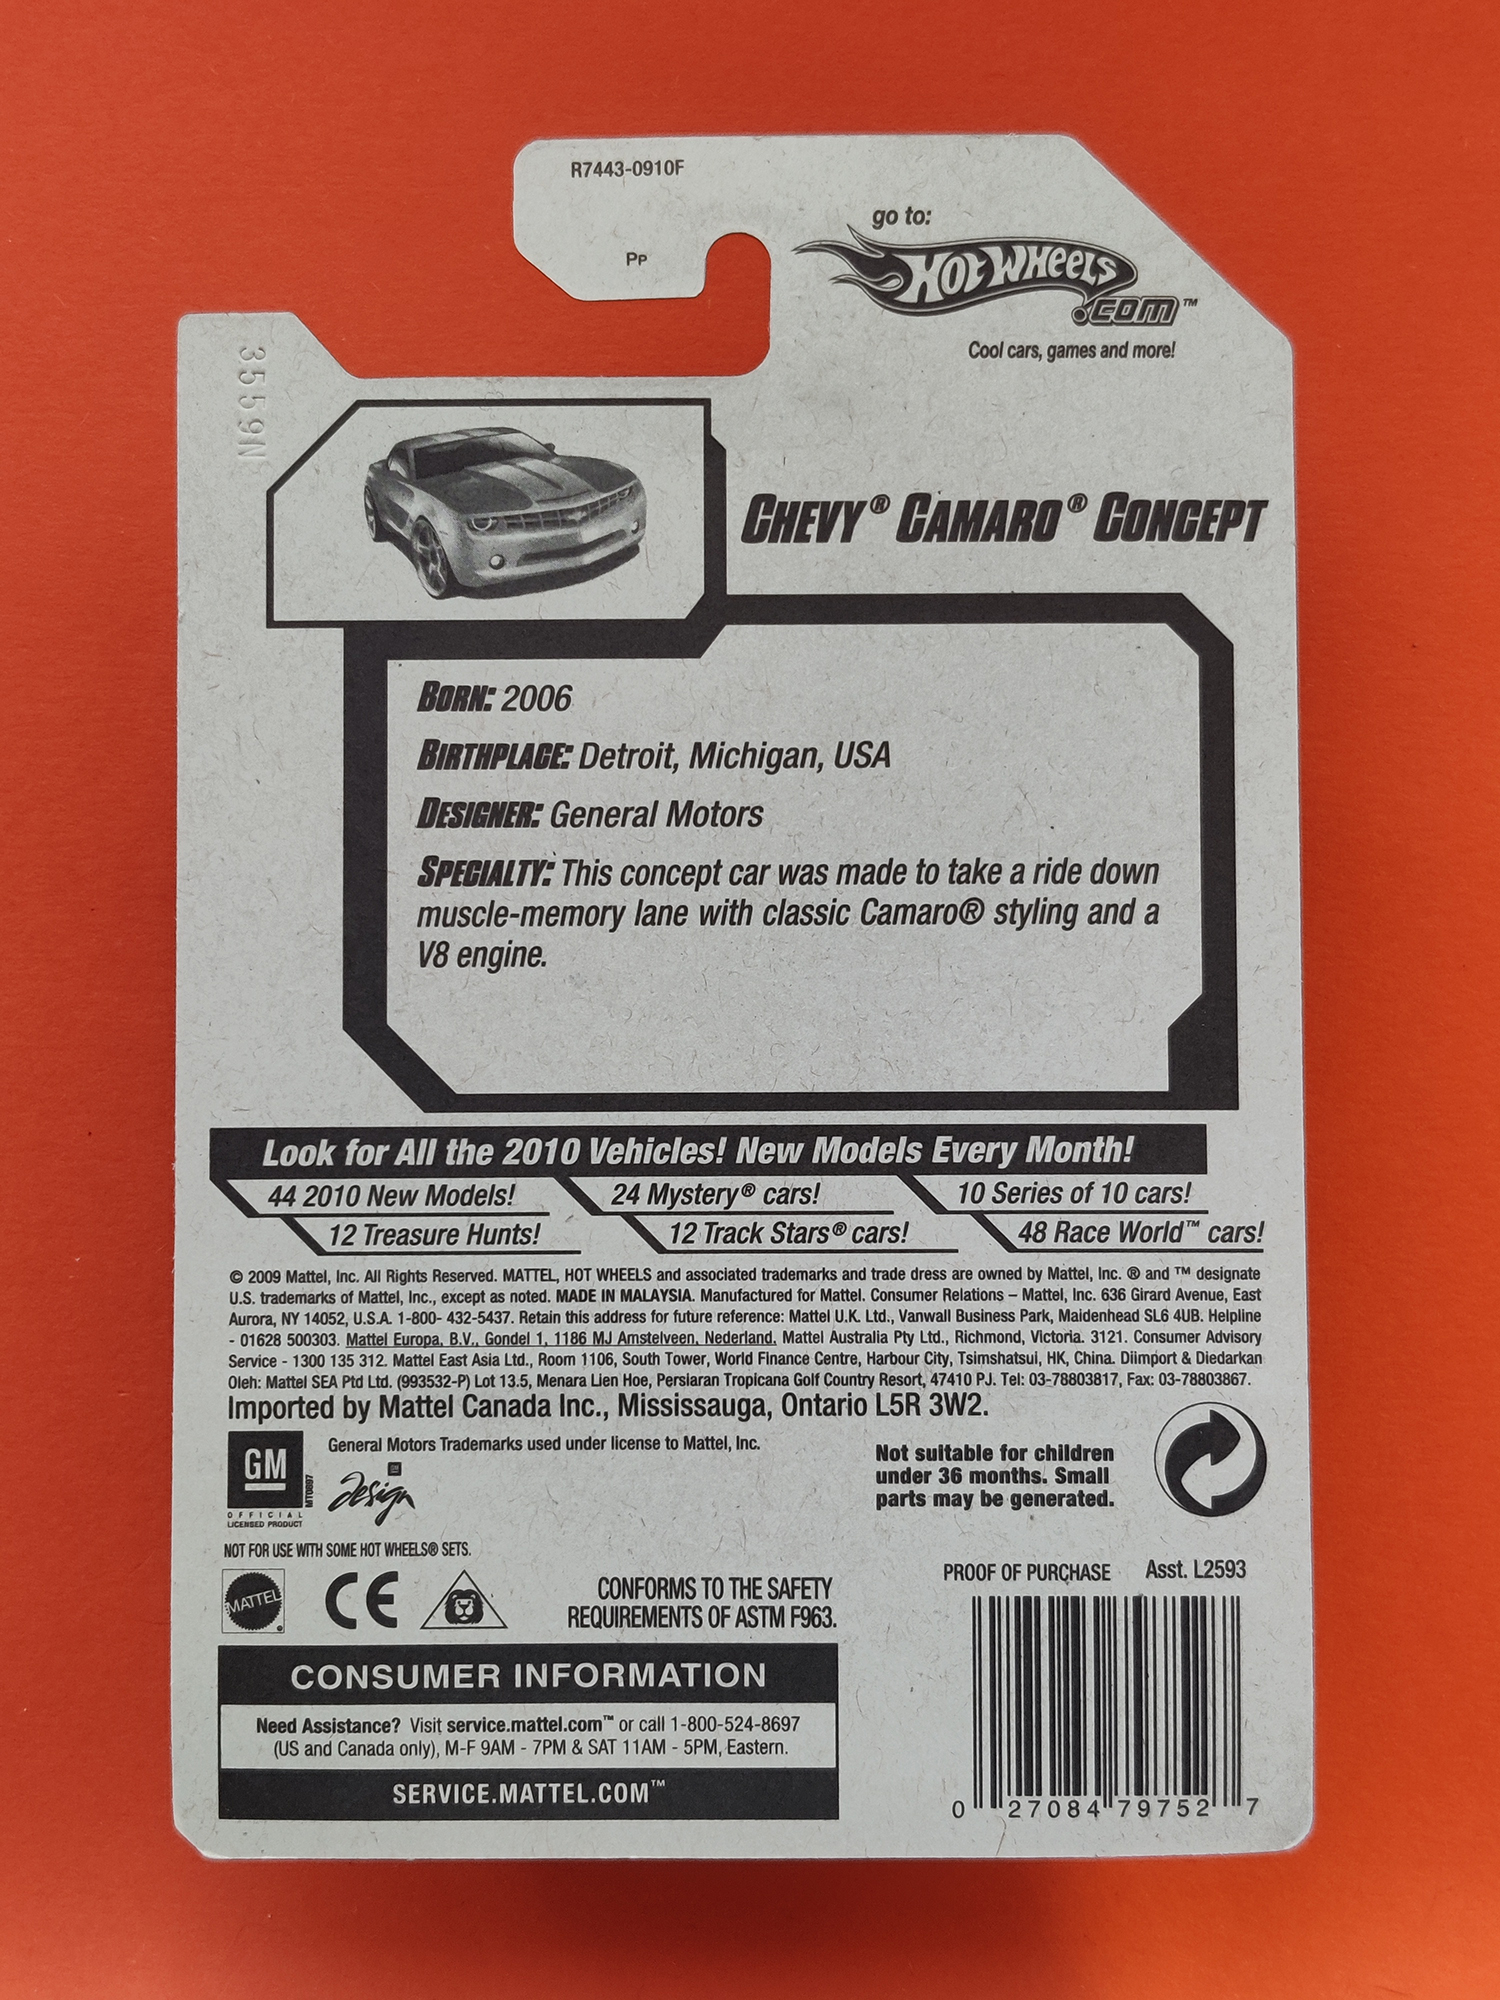 R7443-0910F
PP
go to:
HOT WHEELS
.COM™
Cool cars, games and more!
3559N
CHEVY® CAMARO® CONCEPT
BORN: 2006
BIRTHPLACE: Detroit, Michigan, USA
DESIGNER: General Motors
SPECIALTY: This concept car was made to take a ride down
muscle-memory lane with classic Camaro® styling and a
V8 engine.
Look for All the 2010 Vehicles! New Models Every Month!
44 2010 New Models! 24 Mystery® cars! 10 Series of 10 cars!
12 Treasure Hunts! 12 Track Stars® cars! 48 Race World™ cars!
© 2009 Mattel, Inc. All Rights Reserved. MATTEL, HOT WHEELS and associated trademarks and trade dress are owned by Mattel, Inc. ® and ™ designate
U.S. trademarks of Mattel, Inc., except as noted. MADE IN MALAYSIA. Manufactured for Mattel. Consumer Relations – Mattel, Inc. 636 Girard Avenue, East
Aurora, NY 14052, U.S.A. 1-800- 432-5437. Retain this address for future reference: Mattel U.K. Ltd., Vanwall Business Park, Maidenhead SL6 4UB. Helpline
- 01628 500303. Mattel Europa, B.V., Gondel 1, 1186 MJ Amstelveen, Nederland. Mattel Australia Pty Ltd., Richmond, Victoria. 3121. Consumer Advisory
Service - 1300 135 312. Mattel East Asia Ltd., Room 1106, South Tower, World Finance Centre, Harbour City, Tsimshatsui, HK, China. Diimport & Diedarkan
Oleh: Mattel SEA Ptd Ltd. (993532-P) Lot 13.5, Menara Lien Hoe, Persiaran Tropicana Golf Country Resort, 47410 PJ. Tel: 03-78803817, Fax: 03-78803867.
Imported by Mattel Canada Inc., Mississauga, Ontario L5R 3W2.
GM
MT0897
OFFICIAL
LICENSED PRODUCT
General Motors Trademarks used under license to Mattel, Inc.
GM
Design
Not suitable for children
under 36 months. Small
parts may be generated.
NOT FOR USE WITH SOME HOT WHEELS® SETS.
MATTEL
CE
CONFORMS TO THE SAFETY
REQUIREMENTS OF ASTM F963.
PROOF OF PURCHASE Asst. L2593
CONSUMER INFORMATION
Need Assistance? Visit service.mattel.com™ or call 1-800-524-8697
(US and Canada only), M-F 9AM - 7PM & SAT 11AM - 5PM, Eastern.
SERVICE.MATTEL.COM™
0 27084 79752 7